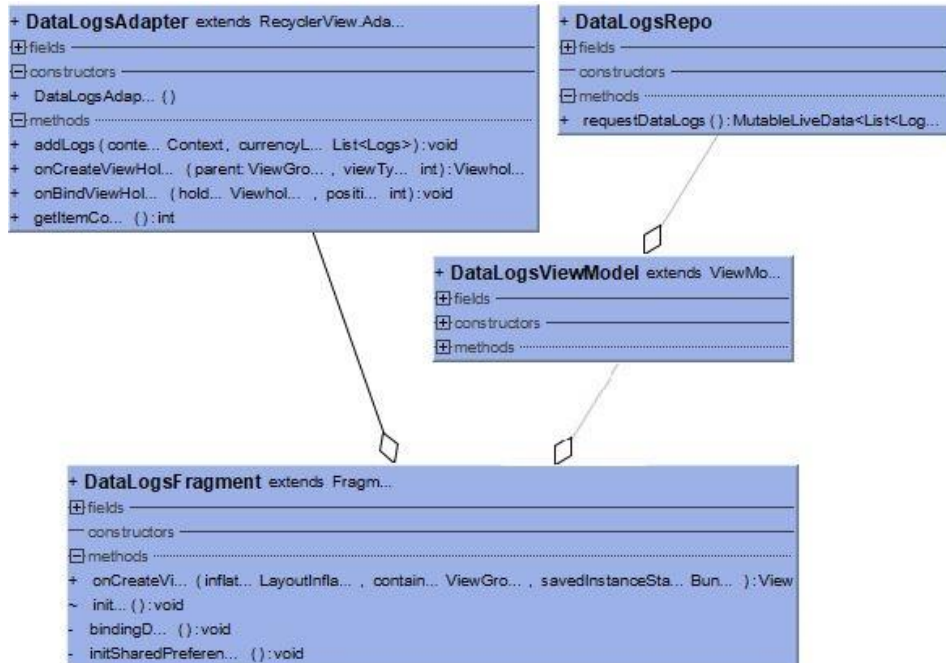 + DataLogsAdapter extends RecyclerView.Ada...
fields
constructors
+ DataLogsAdap... ()
methods
+ addLogs (conte... Context, currencyL... List<Logs>):void
+ onCreateViewHol... (parent: ViewGro... , viewTy... int):Viewhol...
+ onBindViewHol... (hold... Viewhol... , positi... int):void
+ getItemCo... ():int
+ DataLogsRepo
fields
constructors
methods
+ requestDataLogs ():MutableLiveData<List<Log...
+ DataLogsViewModel extends ViewMo...
fields
constructors
methods
+ DataLogsFragment extends Fragm...
fields
constructors
methods
+ onCreateVi... (inflat... LayoutInfla... , contain... ViewGro... , savedInstanceSta... Bun... ):View
~ init... ():void
- bindingD... ():void
- initSharedPreferen... ():void